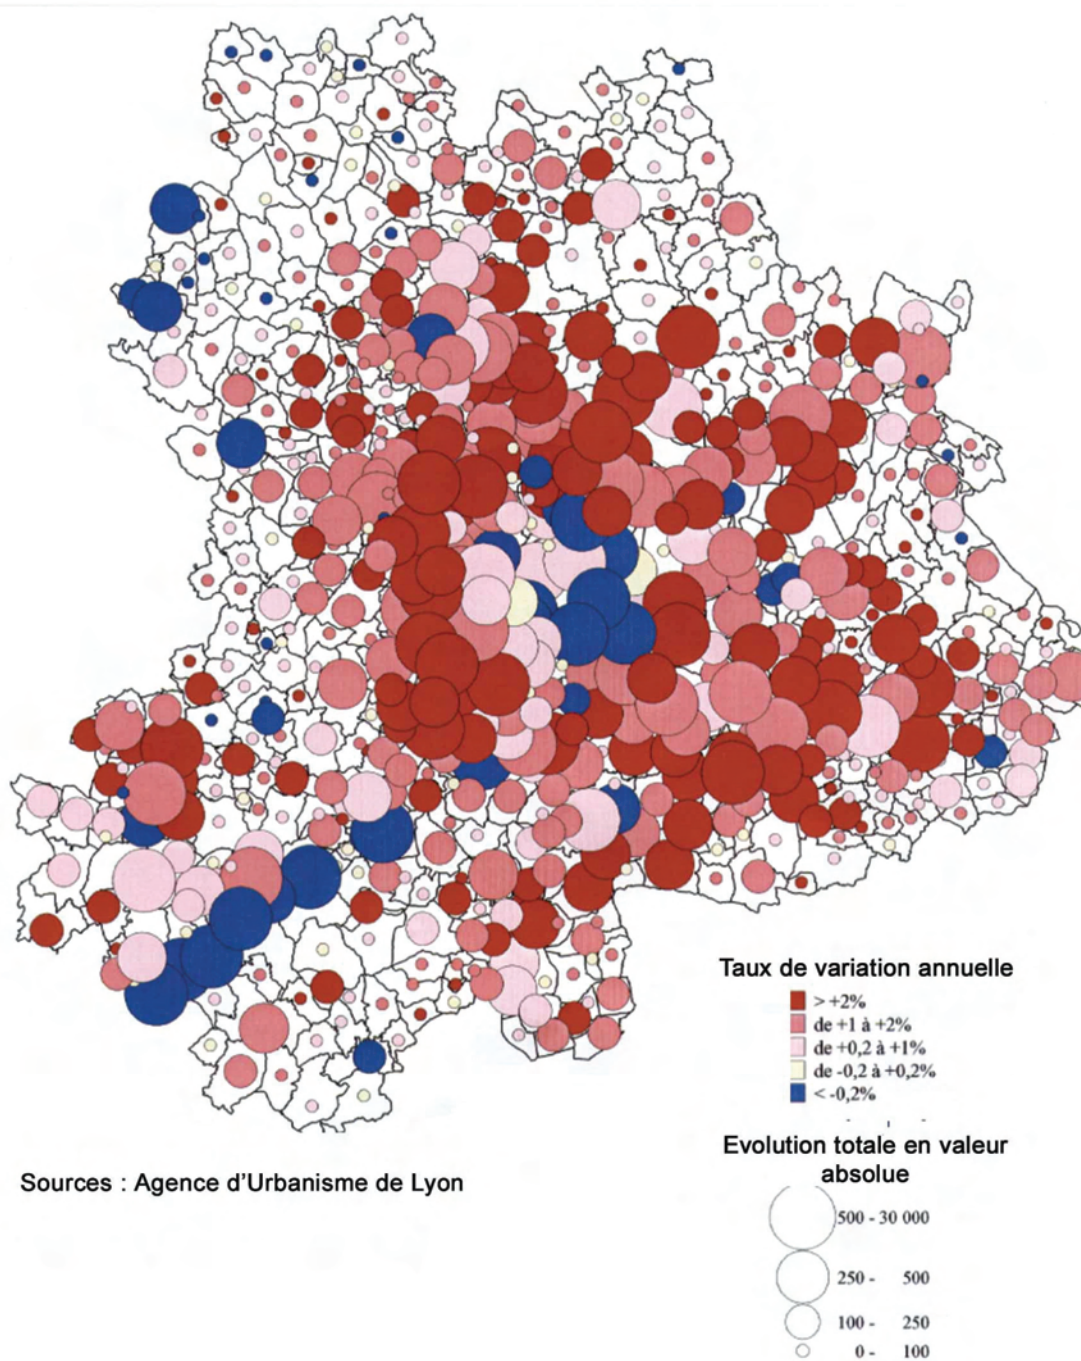 Taux de variation annuelle
> +2%
de +1 à +2%
de +0,2 à +1%
de -0,2 à +0,2%
< -0,2%
Evolution totale en valeur
absolue
Sources : Agence d'Urbanisme de Lyon
500 - 30 000
250 - 500
100 - 250
0 - 100